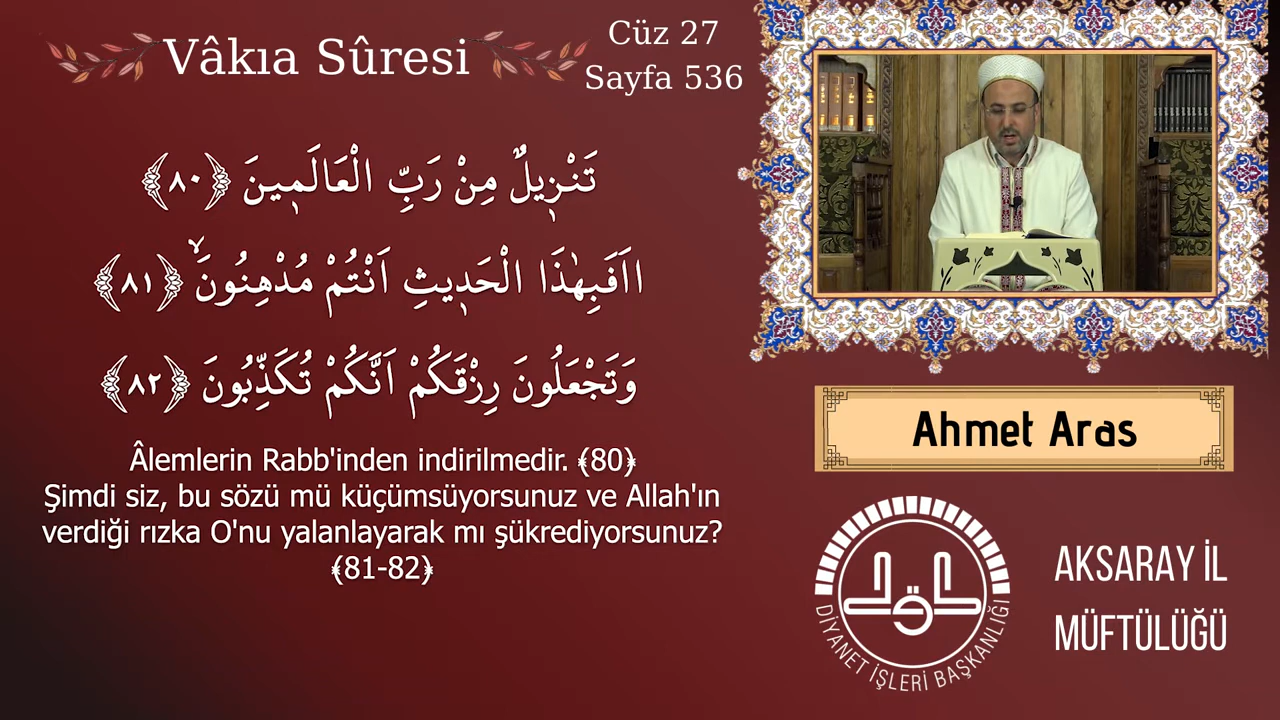 Vâkıa Sûresi
Cüz 27
Sayfa 536
تَنْز۪يلٌ مِنْ رَبِّ الْعَالَم۪ينَ ﴿٨٠﴾
اَفَبِهٰذَا الْحَد۪يثِ اَنْتُمْ مُدْهِنُونَۙ ﴿٨١﴾
وَتَجْعَلُونَ رِزْقَكُمْ اَنَّكُمْ تُكَذِّبُونَ ﴿٨٢﴾
Âlemlerin Rabb'inden indirilmedir. ﴾80﴿
Şimdi siz, bu sözü mü küçümsüyorsunuz ve Allah'ın
verdiği rızka O'nu yalanlayarak mı şükrediyorsunuz?
﴾81-82﴿
Ahmet Aras
DİYANET İŞLERİ BAŞKANLIĞI
AKSARAY İL
MÜFTÜLÜĞÜ